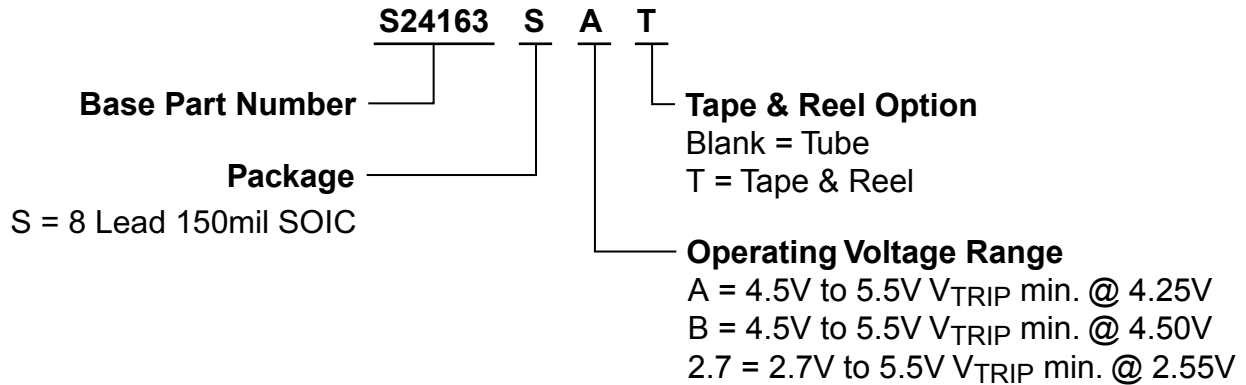 S24163 S A T
Base Part Number
Package
S = 8 Lead 150mil SOIC
Tape & Reel Option
Blank = Tube
T = Tape & Reel
Operating Voltage Range
A = 4.5V to 5.5V VTRIP min. @ 4.25V
B = 4.5V to 5.5V VTRIP min. @ 4.50V
2.7 = 2.7V to 5.5V VTRIP min. @ 2.55V